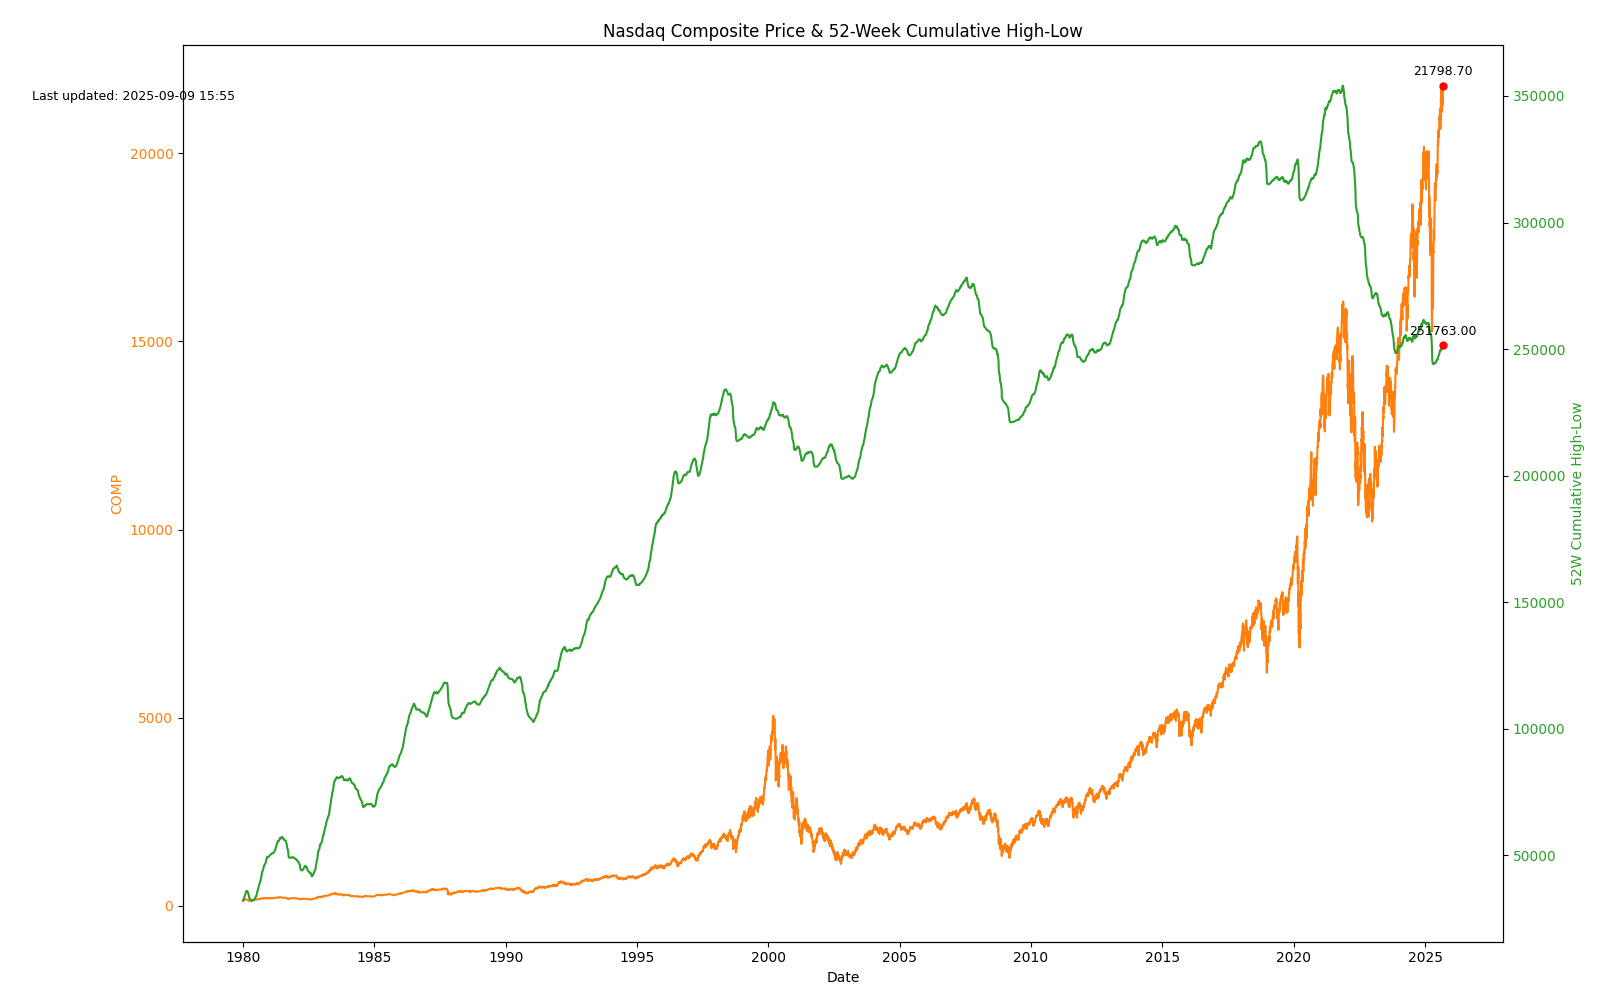 Nasdaq Composite Price & 52-Week Cumulative High-Low
Last updated: 2025-09-09 15:55
21798.70
251763.00
COMP
20000
15000
10000
5000
0
350000
300000
250000
200000
150000
100000
50000
52W Cumulative High-Low
1980 1985 1990 1995 2000 2005 2010 2015 2020 2025
Date